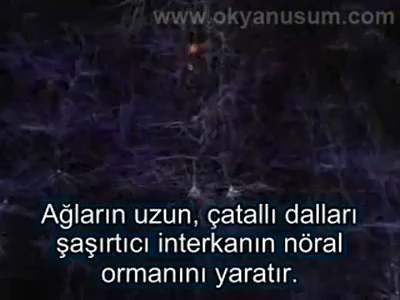 www.okyanusum.com
Ağların uzun, çatallı dalları
şaşırtıcı interkanın nöral
ormanını yaratır.